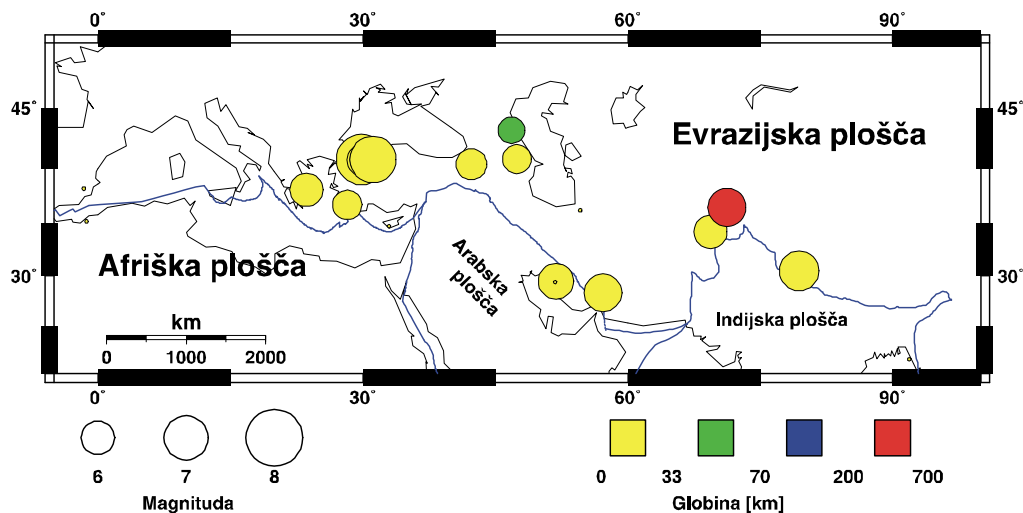 0° 30° 60° 90°
45° 45°
Evrazijska plošča
Afriška plošča
Arabska
plošča
30° 30°
Indijska plošča
km
0 1000 2000
0° 30° 60° 90°
6 7 8
Magnituda
0 33 70 200 700
Globina [km]